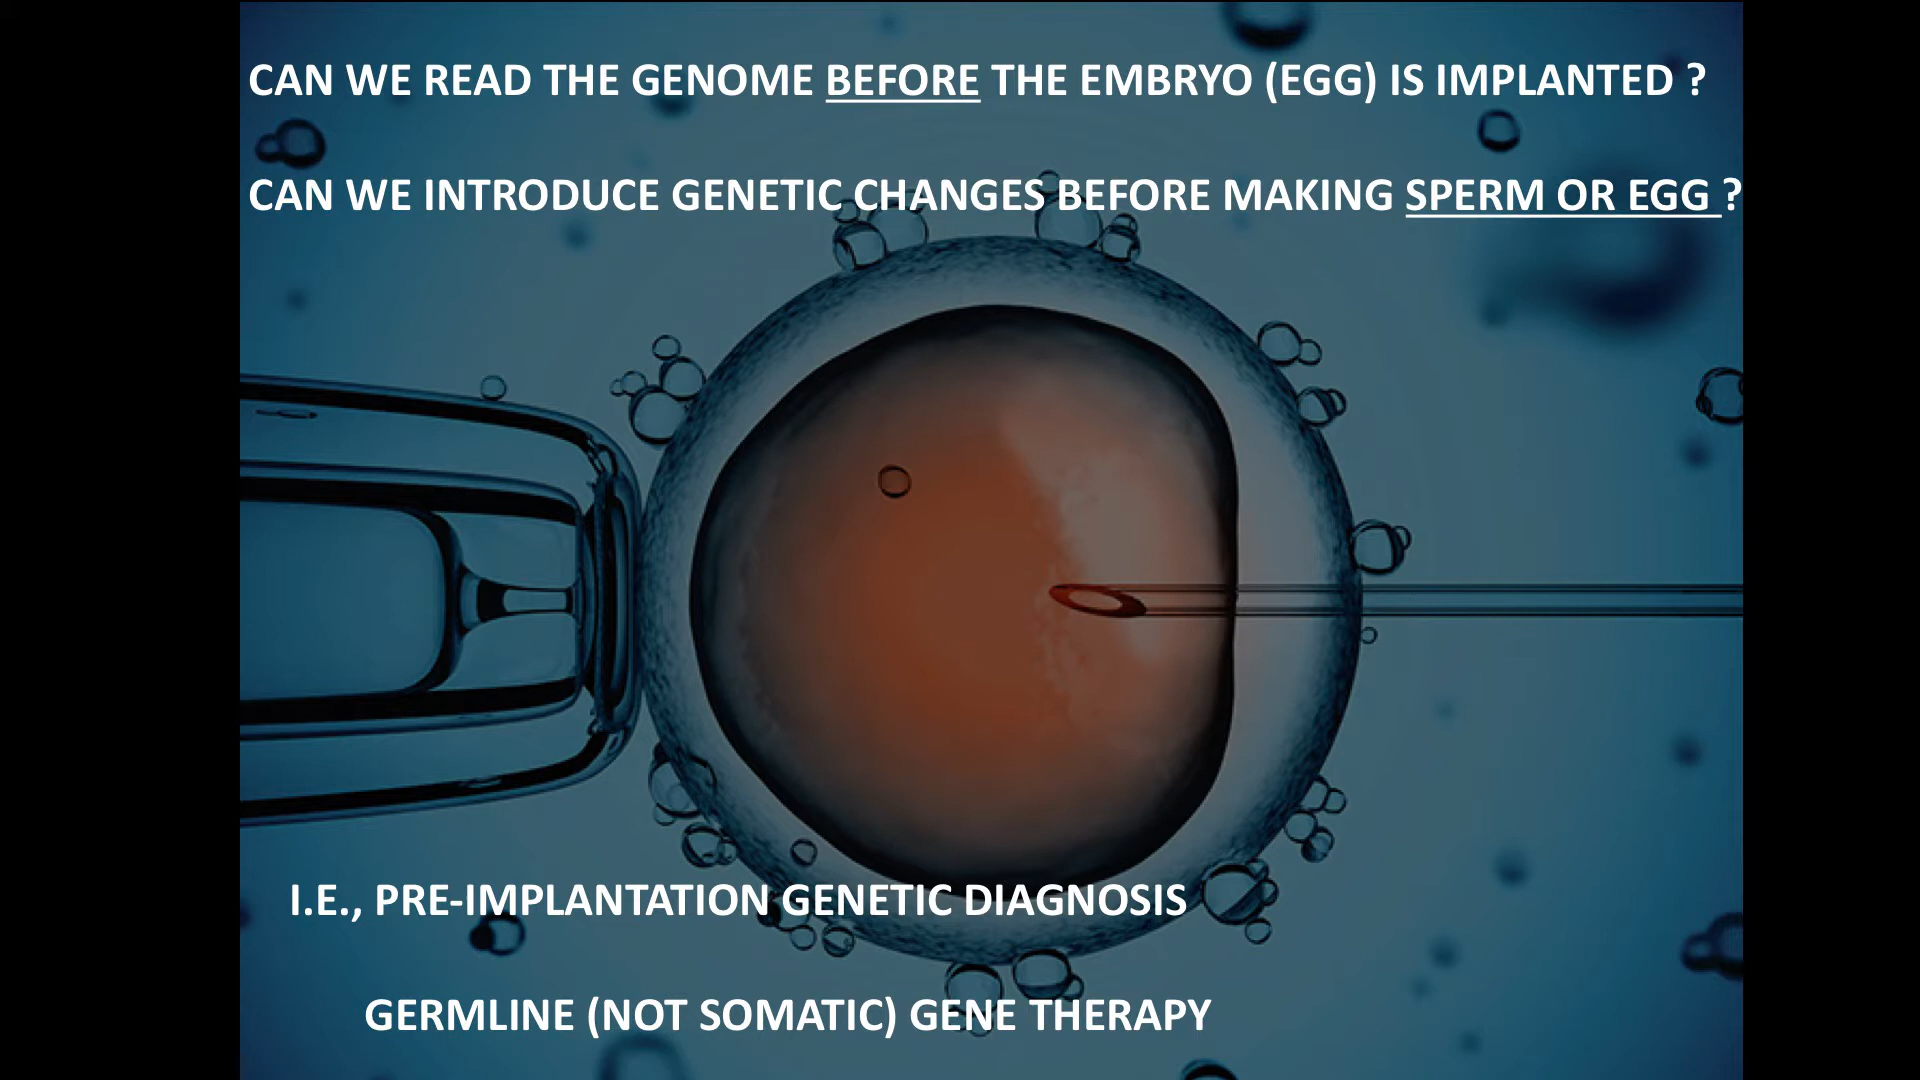 CAN WE READ THE GENOME BEFORE THE EMBRYO (EGG) IS IMPLANTED ?
CAN WE INTRODUCE GENETIC CHANGES BEFORE MAKING SPERM OR EGG ?
I.E., PRE-IMPLANTATION GENETIC DIAGNOSIS
GERMLINE (NOT SOMATIC) GENE THERAPY